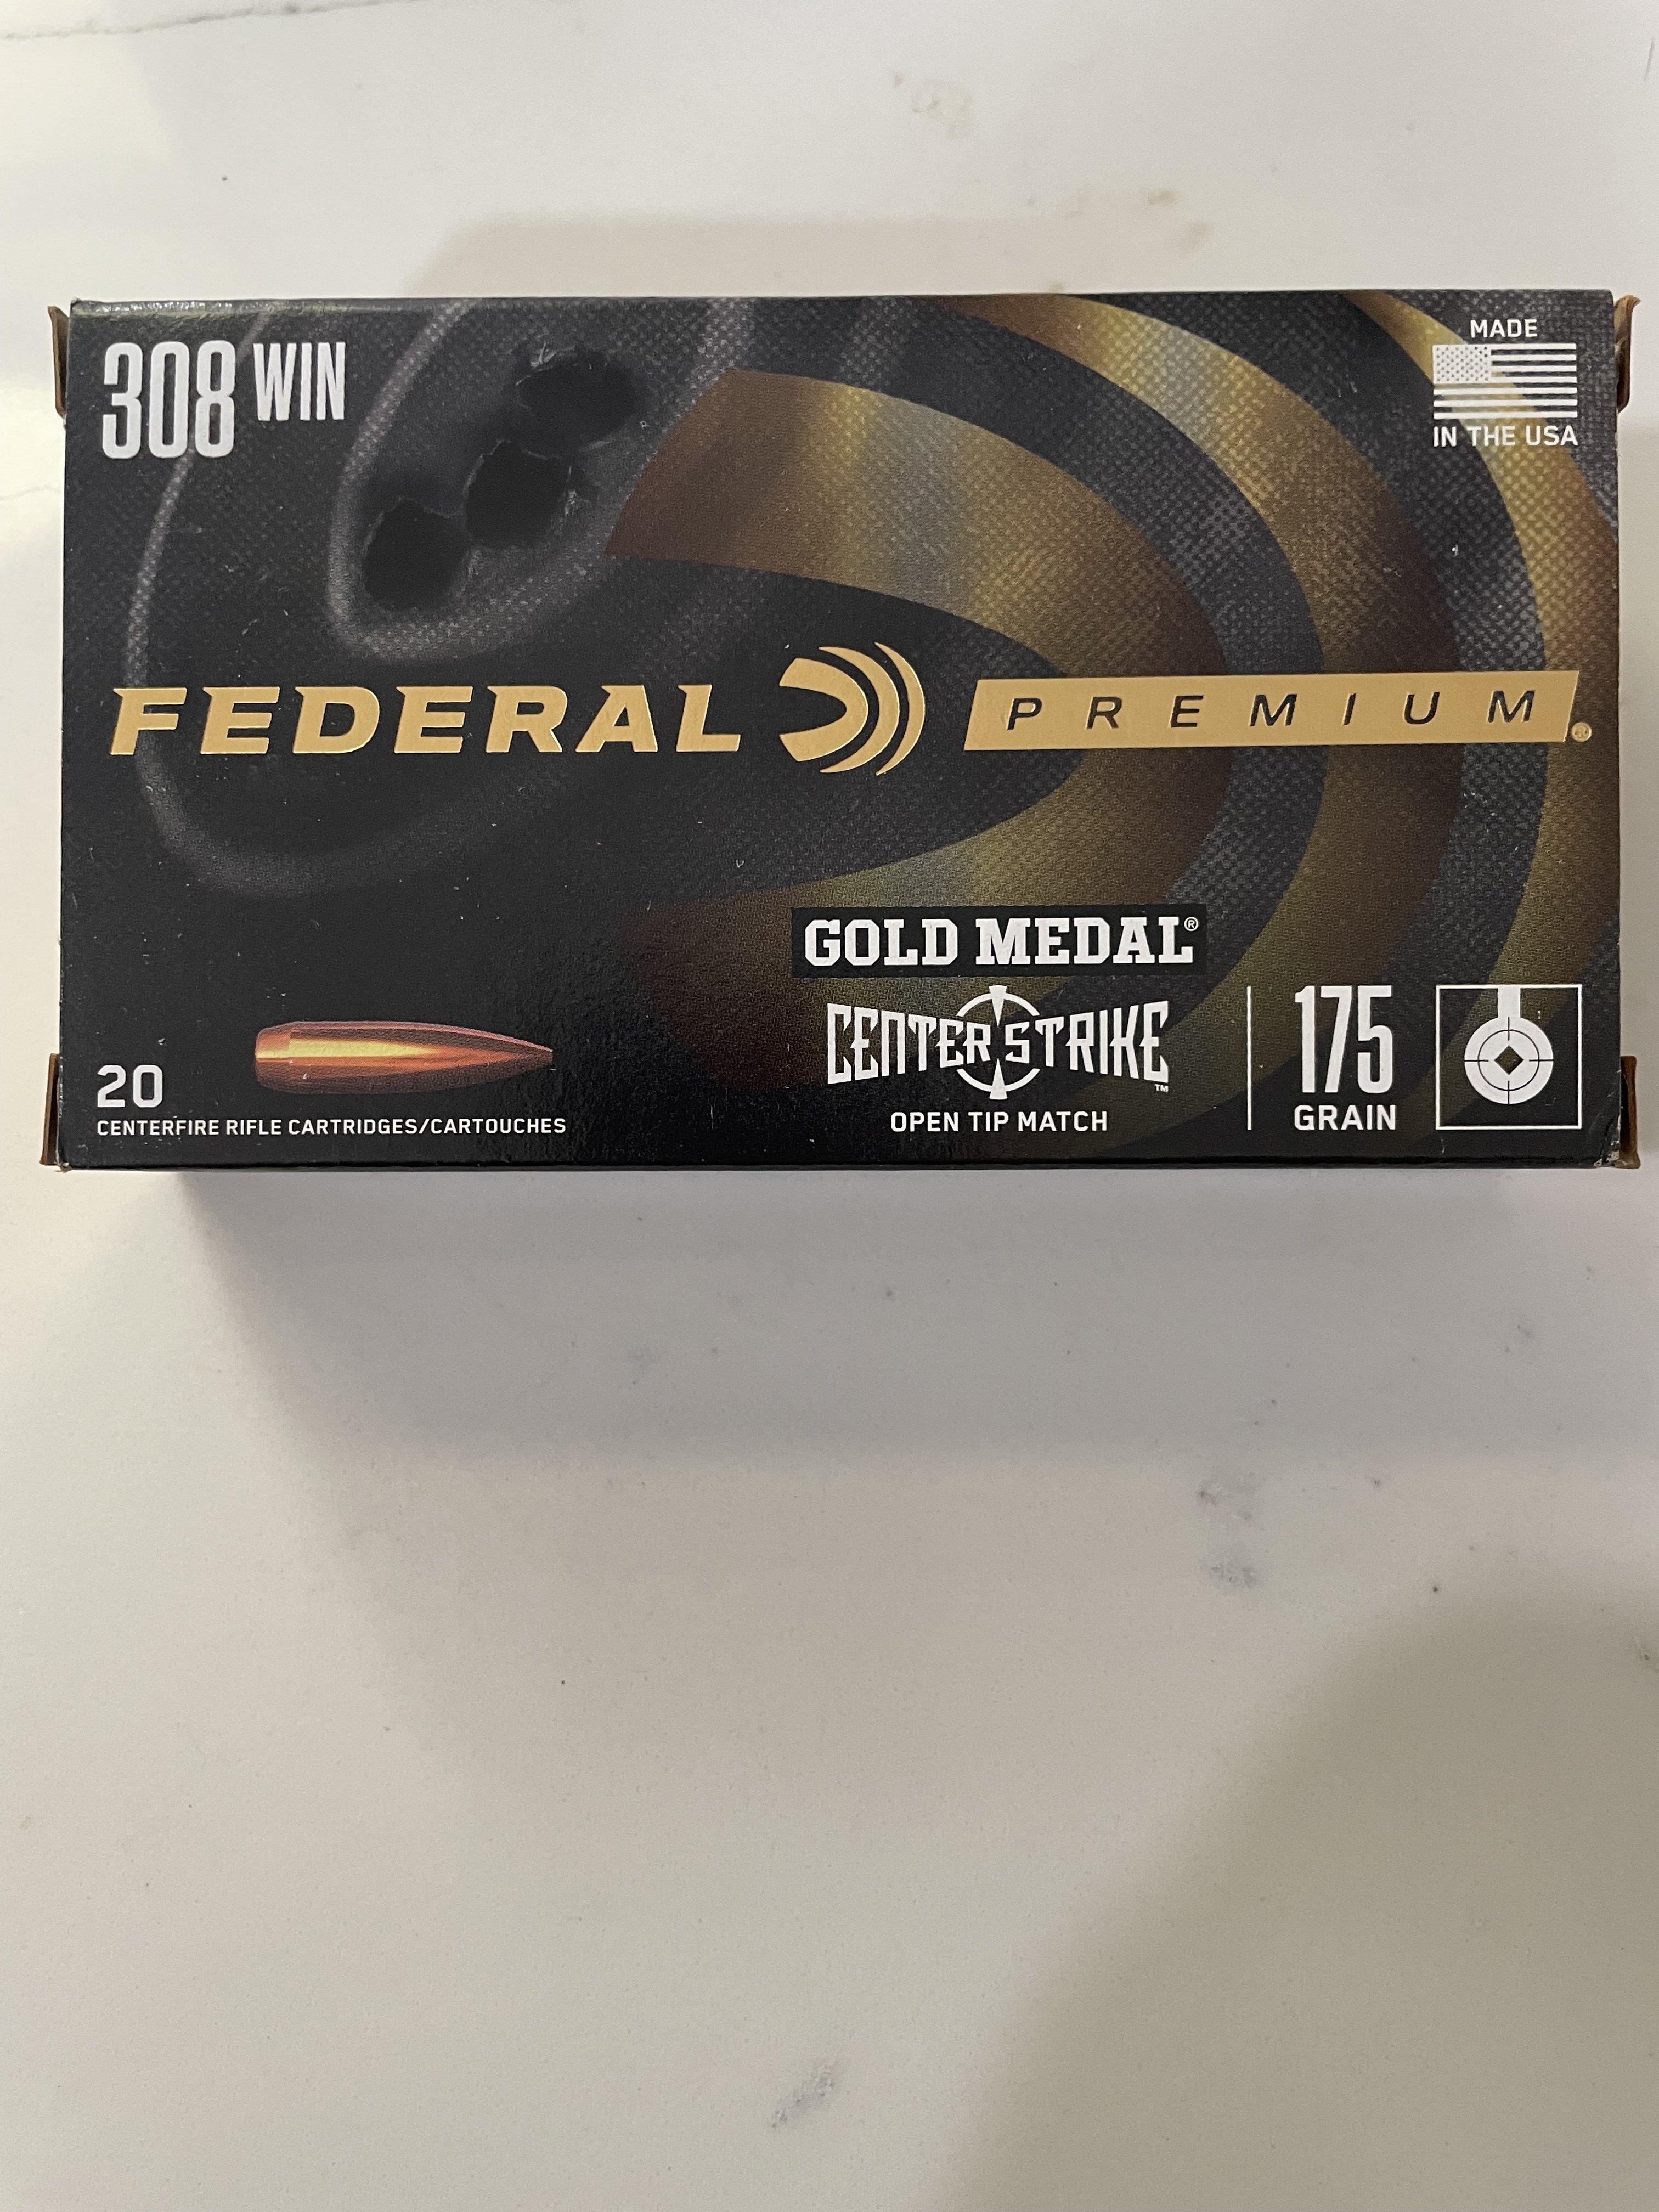 308 WIN
MADE
IN THE USA
FEDERAL PREMIUM®
GOLD MEDAL®
CENTER STRIKE™
OPEN TIP MATCH
175
GRAIN
20
CENTERFIRE RIFLE CARTRIDGES/CARTOUCHES